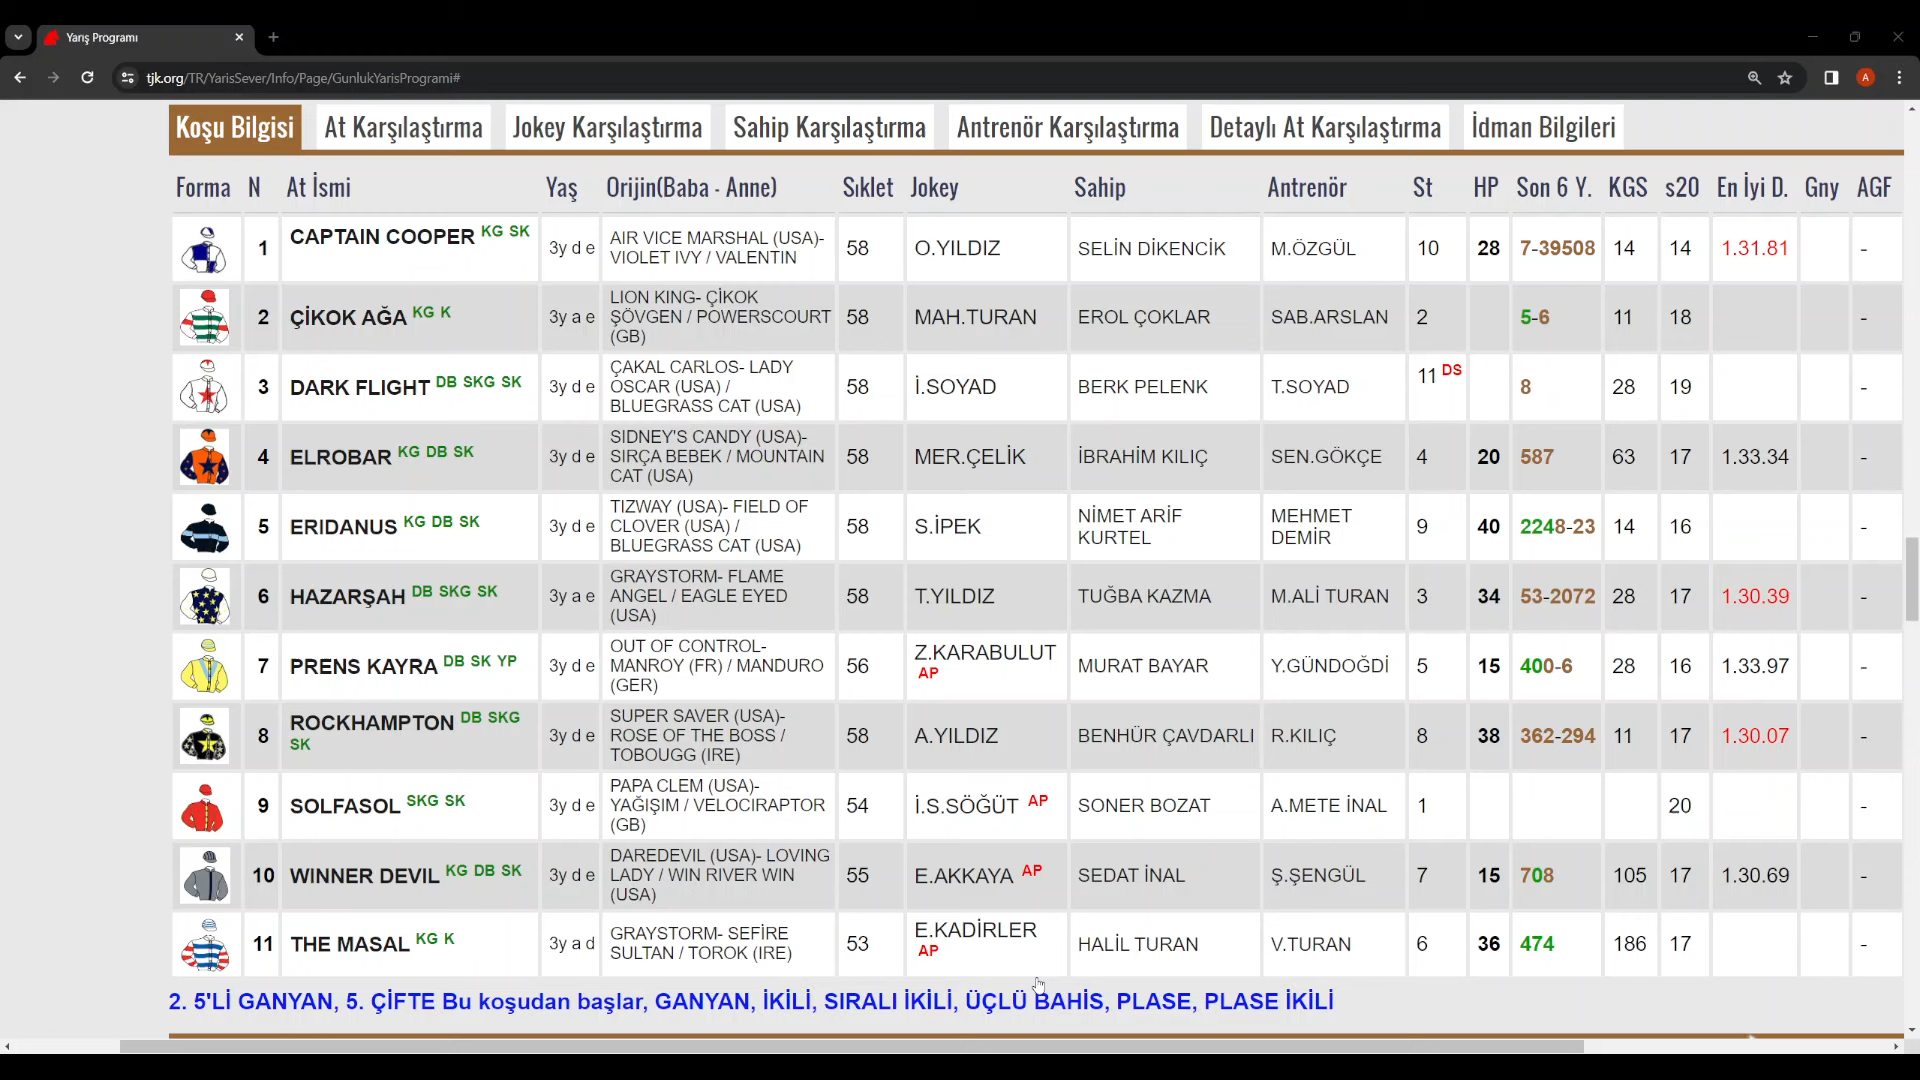 Yarış Programı
tjk.org/TR/YarisSever/Info/Page/GunlukYarisProgrami#
A
Koşu Bilgisi At Karşılaştırma Jokey Karşılaştırma Sahip Karşılaştırma Antrenör Karşılaştırma Detaylı At Karşılaştırma İdman Bilgileri
Forma N At İsmi Yaş Orijin(Baba - Anne) Sıklet Jokey Sahip Antrenör St HP Son 6 Y. KGS s20 En İyi D. Gny AGF
1 CAPTAIN COOPER KG SK 3y d e AIR VICE MARSHAL (USA)- 58 O.YILDIZ SELİN DİKENCİK M.ÖZGÜL 10 28 7-39508 14 14 1.31.81 -
VIOLET IVY / VALENTIN
LION KING- ÇİKOK
2 ÇİKOK AĞA KG K 3y a e ŞÖVGEN / POWERSCOURT 58 MAH.TURAN EROL ÇOKLAR SAB.ARSLAN 2 5-6 11 18 -
(GB)
ÇAKAL CARLOS- LADY
3 DARK FLIGHT DB SKG SK 3y d e OSCAR (USA) / 58 İ.SOYAD BERK PELENK T.SOYAD 11 DS 8 28 19 -
BLUEGRASS CAT (USA)
SIDNEY'S CANDY (USA)-
4 ELROBAR KG DB SK 3y d e SIRÇA BEBEK / MOUNTAIN 58 MER.ÇELİK İBRAHİM KILIÇ SEN.GÖKÇE 4 20 587 63 17 1.33.34 -
CAT (USA)
TIZWAY (USA)- FIELD OF NİMET ARİF MEHMET
5 ERIDANUS KG DB SK 3y d e CLOVER (USA) / 58 S.İPEK KURTEL DEMİR 9 40 2248-23 14 16 -
BLUEGRASS CAT (USA)
GRAYSTORM- FLAME
6 HAZARŞAH DB SKG SK 3y a e ANGEL / EAGLE EYED 58 T.YILDIZ TUĞBA KAZMA M.ALİ TURAN 3 34 53-2072 28 17 1.30.39 -
(USA)
OUT OF CONTROL- Z.KARABULUT
7 PRENS KAYRA DB SK YP 3y d e MANROY (FR) / MANDURO 56 AP MURAT BAYAR Y.GÜNDOĞDİ 5 15 400-6 28 16 1.33.97 -
(GER)
ROCKHAMPTON DB SKG SUPER SAVER (USA)-
8 SK 3y d e ROSE OF THE BOSS / 58 A.YILDIZ BENHÜR ÇAVDARLI R.KILIÇ 8 38 362-294 11 17 1.30.07 -
TOBOUGG (IRE)
PAPA CLEM (USA)-
9 SOLFASOL SKG SK 3y d e YAĞIŞIM / VELOCIRAPTOR 54 İ.S.SÖĞÜT AP SONER BOZAT A.METE İNAL 1 20 -
(GB)
DAREDEVIL (USA)- LOVING
10 WINNER DEVIL KG DB SK 3y d e LADY / WIN RIVER WIN 55 E.AKKAYA AP SEDAT İNAL Ş.ŞENGÜL 7 15 708 105 17 1.30.69 -
(USA)
11 THE MASAL KG K 3y a d GRAYSTORM- SEFİRE 53 E.KADİRLER HALİL TURAN V.TURAN 6 36 474 186 17 -
SULTAN / TOROK (IRE) AP
2. 5'Lİ GANYAN, 5. ÇİFTE Bu koşudan başlar, GANYAN, İKİLİ, SIRALI İKİLİ, ÜÇLÜ BAHİS, PLASE, PLASE İKİLİ